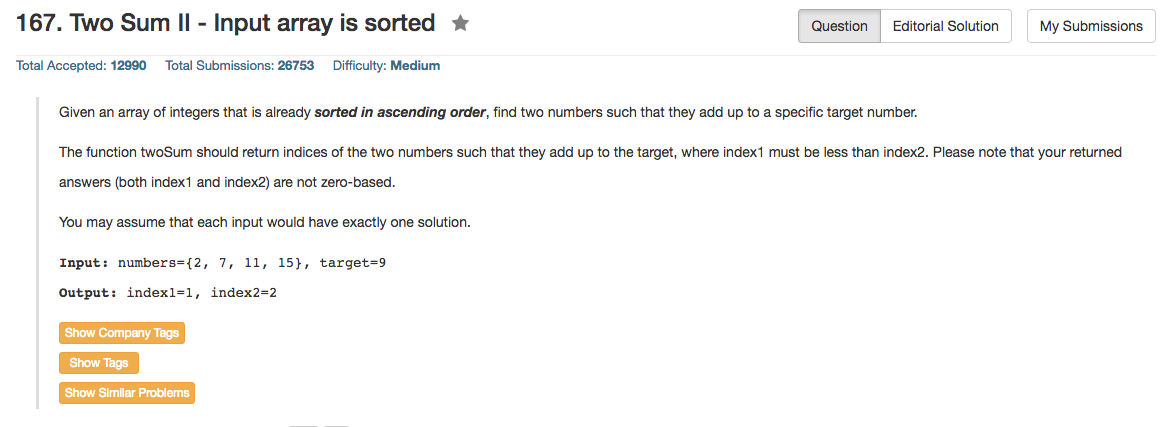 167. Two Sum II - Input array is sorted ★ Question Editorial Solution My Submissions
Total Accepted: 12990 Total Submissions: 26753 Difficulty: Medium
Given an array of integers that is already sorted in ascending order, find two numbers such that they add up to a specific target number.
The function twoSum should return indices of the two numbers such that they add up to the target, where index1 must be less than index2. Please note that your returned
answers (both index1 and index2) are not zero-based.
You may assume that each input would have exactly one solution.
Input: numbers={2, 7, 11, 15}, target=9
Output: index1=1, index2=2
Show Company Tags
Show Tags
Show Similar Problems